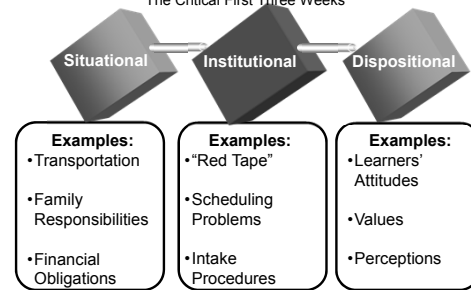 The Critical First Three Weeks
Situational
Institutional
Dispositional
Examples:
•Transportation
•Family
Responsibilities
•Financial
Obligations
Examples:
•“Red Tape”
•Scheduling
Problems
•Intake
Procedures
Examples:
•Learners’
Attitudes
•Values
•Perceptions